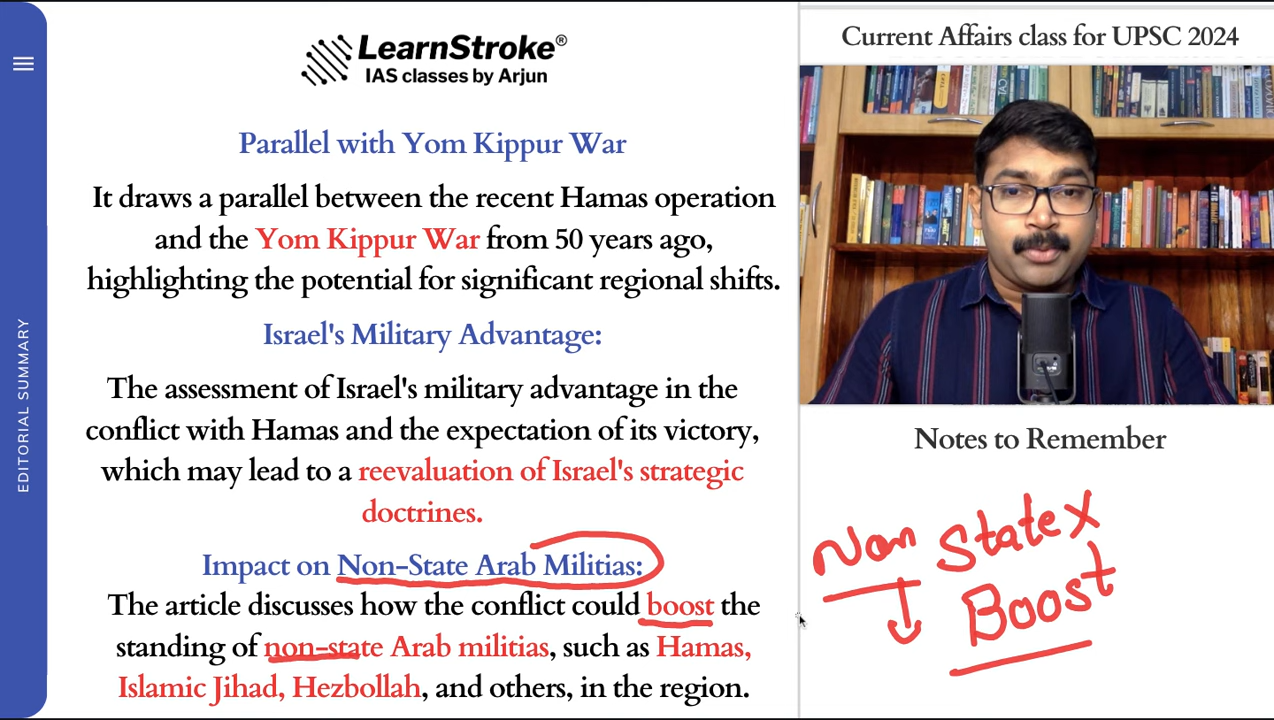 LearnStroke®
IAS classes by Arjun
Current Affairs class for UPSC 2024
EDITORIAL SUMMARY
Parallel with Yom Kippur War
It draws a parallel between the recent Hamas operation
and the Yom Kippur War from 50 years ago,
highlighting the potential for significant regional shifts.
Israel's Military Advantage:
The assessment of Israel's military advantage in the
conflict with Hamas and the expectation of its victory,
which may lead to a reevaluation of Israel's strategic
doctrines.
Impact on Non-State Arab Militias:
The article discusses how the conflict could boost the
standing of non-state Arab militias, such as Hamas,
Islamic Jihad, Hezbollah, and others, in the region.
Notes to Remember
Non State X
Boost